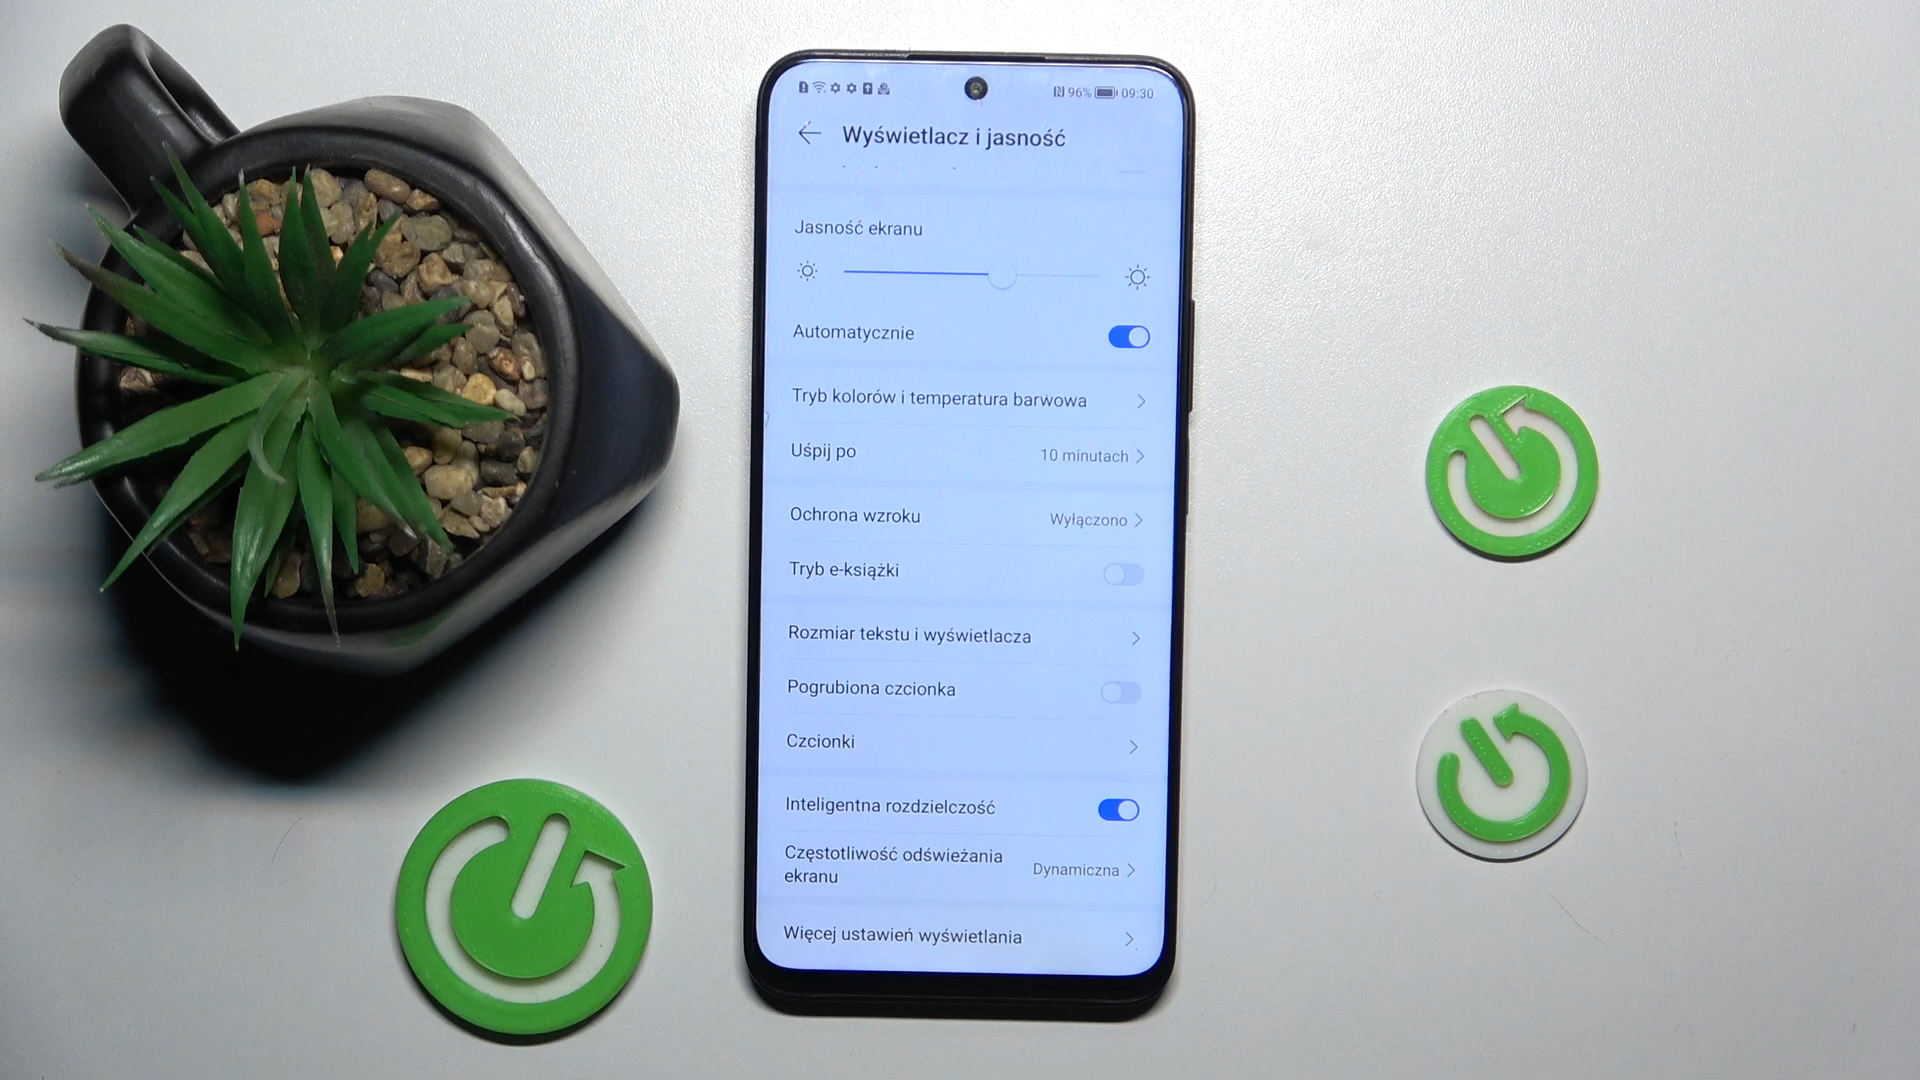 96% 09:30
Wyświetlacz i jasność
Jasność ekranu
Automatycznie
Tryb kolorów i temperatura barwowa
Uśpij po 10 minutach
Ochrona wzroku Wyłączono
Tryb e-książki
Rozmiar tekstu i wyświetlacza
Pogrubiona czcionka
Czcionki
Inteligentna rozdzielczość
Częstotliwość odświeżania
ekranu Dynamiczna
Więcej ustawień wyświetlania